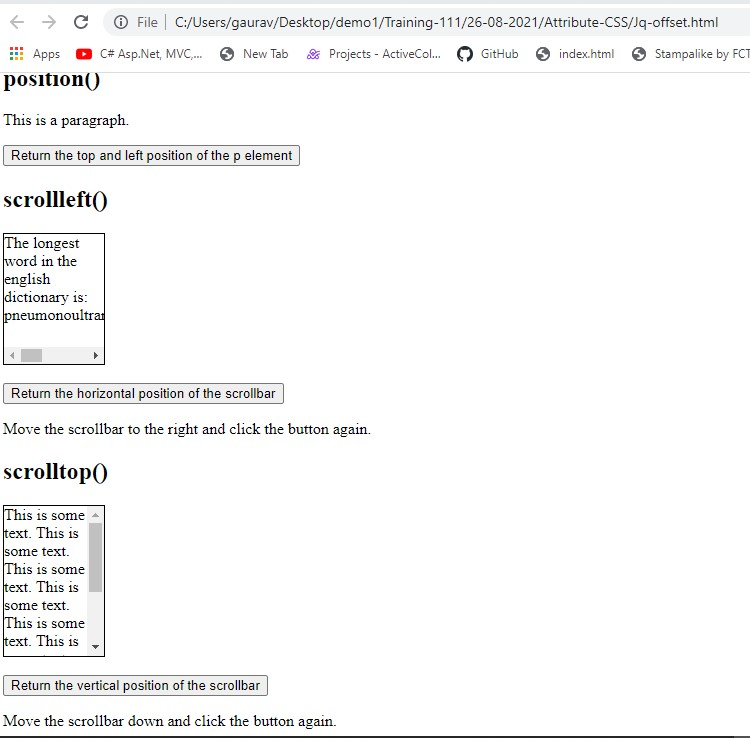 File | C:/Users/gaurav/Desktop/demo1/Training-111/26-08-2021/Attribute-CSS/Jq-offset.html
Apps C# Asp.Net, MVC,... New Tab Projects - ActiveCol... GitHub index.html Stampalike by FCT
position()
This is a paragraph.
Return the top and left position of the p element
scrollleft()
The longest
word in the
english
dictionary is:
pneumonoultra
Return the horizontal position of the scrollbar
Move the scrollbar to the right and click the button again.
scrolltop()
This is some
text. This is
some text.
This is some
text. This is
some text.
This is some
text. This is
Return the vertical position of the scrollbar
Move the scrollbar down and click the button again.